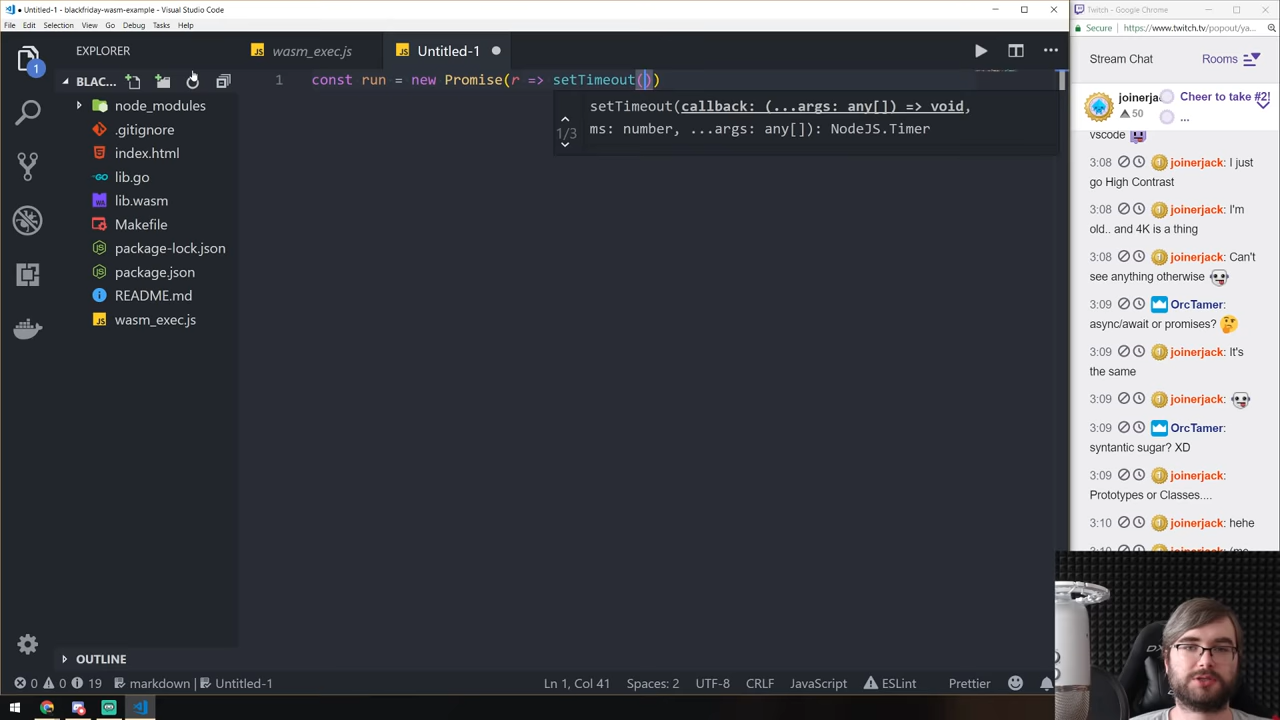 ● Untitled-1 - blackfriday-wasm-example - Visual Studio Code
File Edit Selection View Go Debug Tasks Help
EXPLORER
BLAC...
node_modules
.gitignore
index.html
lib.go
lib.wasm
Makefile
package-lock.json
package.json
README.md
wasm_exec.js
OUTLINE
1
wasm_exec.js
Untitled-1
1 const run = new Promise(r => setTimeout())
1/3
setTimeout(callback: (...args: any[]) => void,
ms: number, ...args: any[]): NodeJS.Timer
0 0 19 markdown Untitled-1
Ln 1, Col 41 Spaces: 2 UTF-8 CRLF JavaScript ESLint Prettier
Twitch - Google Chrome
Secure https://www.twitch.tv/popout/ya...
Stream Chat Rooms
joinerja
50
Cheer to take #2!
...
vscode
3:08 joinerjack: I just
go High Contrast
3:08 joinerjack: I'm
old.. and 4K is a thing
3:08 joinerjack: Can't
see anything otherwise
3:09 OrcTamer:
async/await or promises?
3:09 joinerjack: It's
the same
3:09 joinerjack:
3:09 OrcTamer:
syntantic sugar? XD
3:09 joinerjack:
Prototypes or Classes....
3:10 joinerjack: hehe